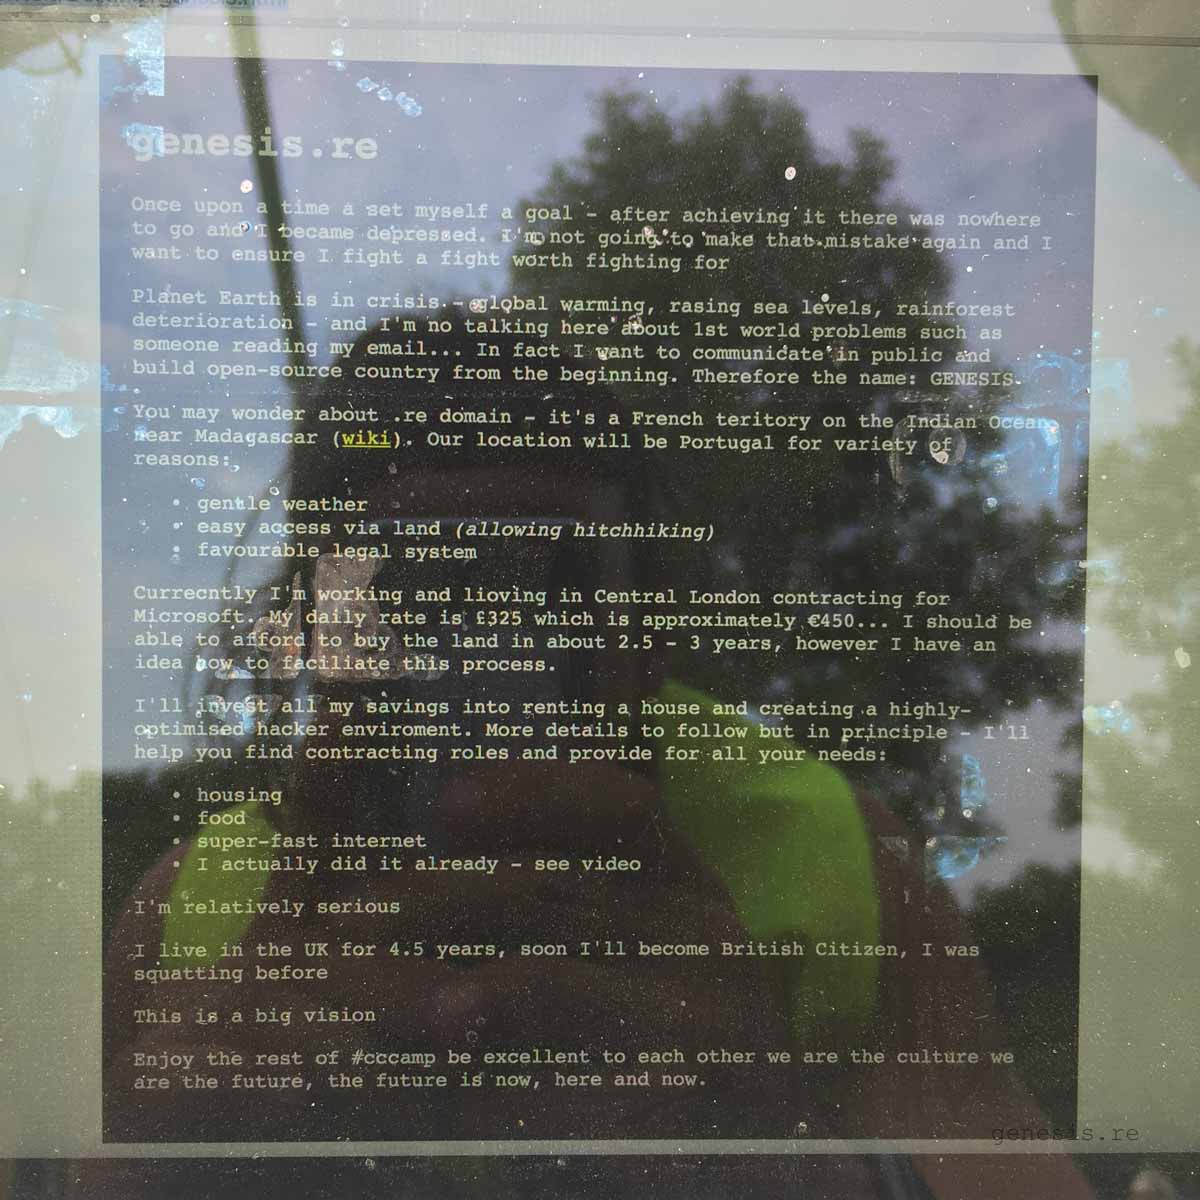 genesis.re
Once upon a time a set myself a goal - after achieving it there was nowhere
to go and I became depressed. I'm not going to make that mistake again and I
want to ensure I fight a fight worth fighting for
Planet Earth is in crisis - global warming, rasing sea levels, rainforest
deterioration - and I'm no talking here about 1st world problems such as
someone reading my email... In fact I want to communicate in public and
build open-source country from the beginning. Therefore the name: GENESIS.
You may wonder about .re domain - it's a French teritory on the Indian Ocean,
near Madagascar (wiki). Our location will be Portugal for variety of
reasons:
• gentle weather
• easy access via land (allowing hitchhiking)
• favourable legal system
Currecntly I'm working and lioving in Central London contracting for
Microsoft. My daily rate is £325 which is approximately €450... I should be
able to afford to buy the land in about 2.5 - 3 years, however I have an
idea how to faciliate this process.
I'll invest all my savings into renting a house and creating a highly-
optimised hacker enviroment. More details to follow but in principle - I'll
help you find contracting roles and provide for all your needs:
• housing
• food
• super-fast internet
• I actually did it already - see video
I'm relatively serious
I live in the UK for 4.5 years, soon I'll become British Citizen, I was
squatting before
This is a big vision
Enjoy the rest of #cccamp be excellent to each other we are the culture we
are the future, the future is now, here and now.
genesis.re